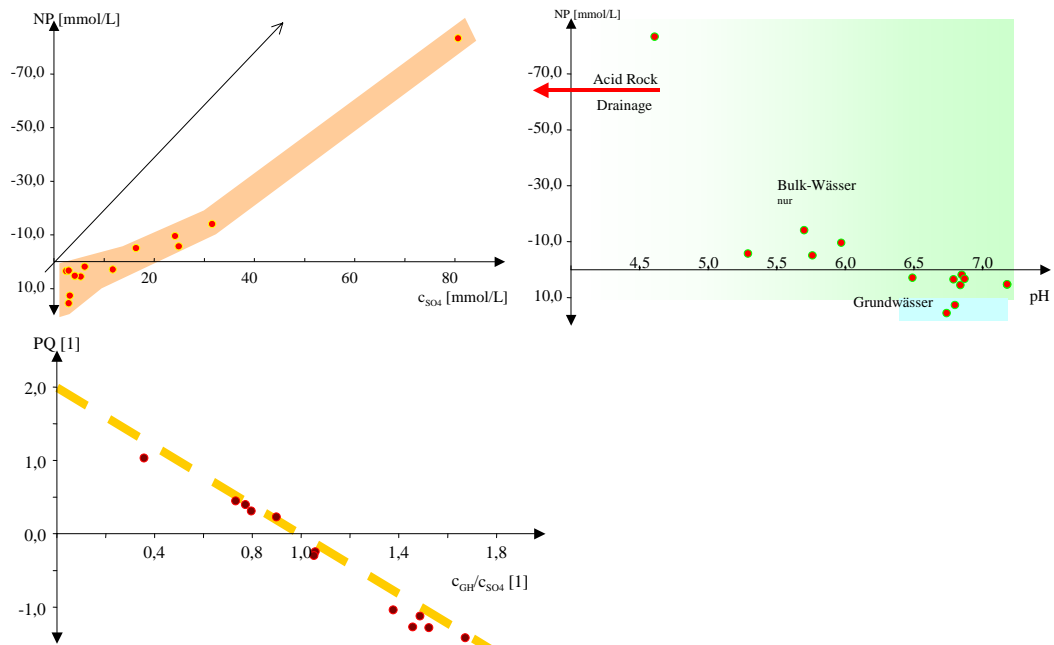 NP [mmol/L]
-70,0
-50,0
-30,0
-10,0
10,0
20
40
60
80
c_SO4 [mmol/L]
NP [mmol/L]
-70,0
-50,0
-30,0
-10,0
10,0
Acid Rock
Drainage
Bulk-Wässer
nur
4,5
5,0
5,5
6,0
6,5
7,0
Grundwässer
pH
PQ [1]
2,0
1,0
0,0
-1,0
0,4
0,8
1,0
1,4
1,8
c_GH/c_SO4 [1]